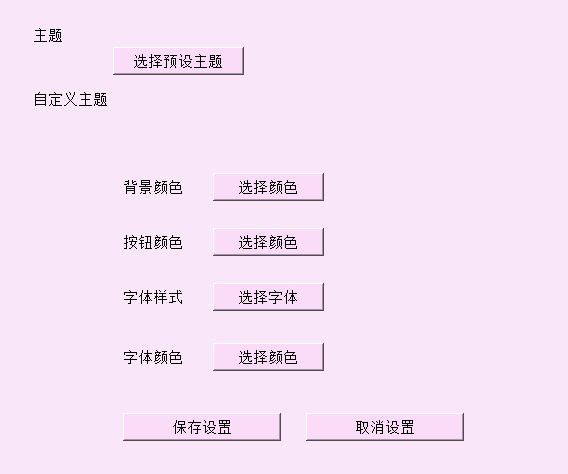 主题
选择预设主题
自定义主题
背景颜色 选择颜色
按钮颜色 选择颜色
字体样式 选择字体
字体颜色 选择颜色
保存设置 取消设置